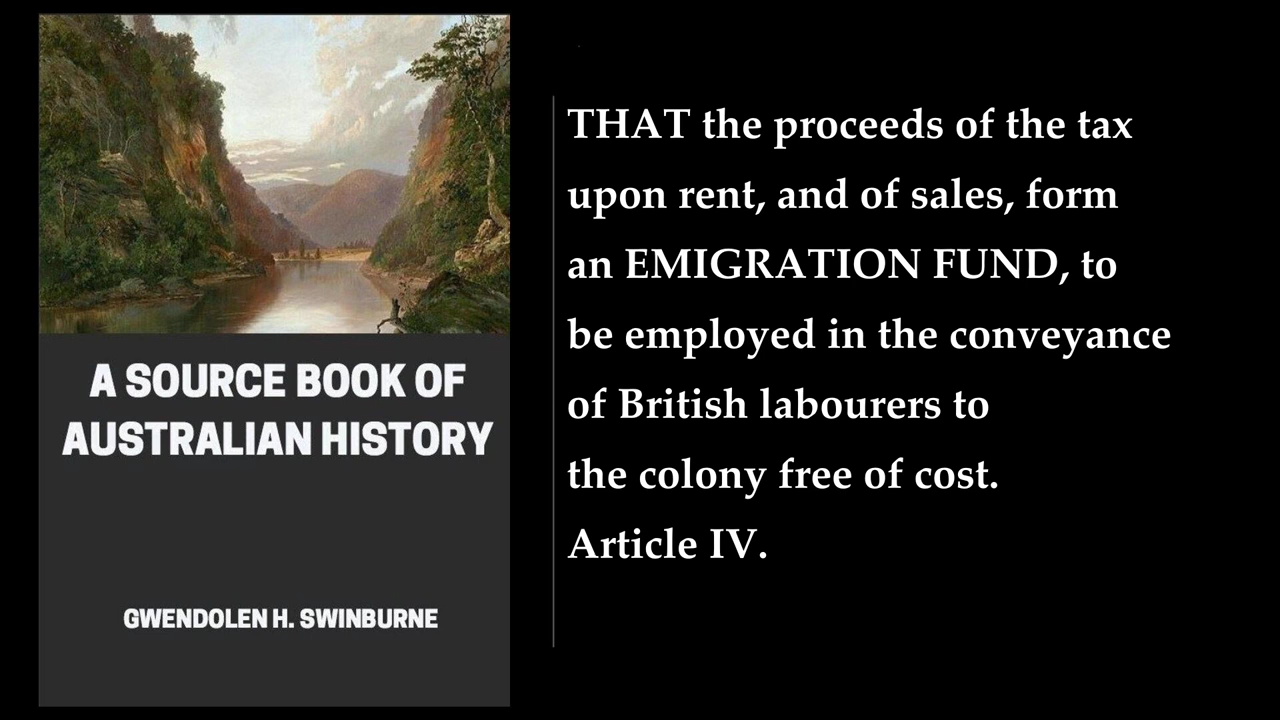 A SOURCE BOOK OF
AUSTRALIAN HISTORY
GWENDOLEN H. SWINBURNE
THAT the proceeds of the tax
upon rent, and of sales, form
an EMIGRATION FUND, to
be employed in the conveyance
of British labourers to
the colony free of cost.
Article IV.